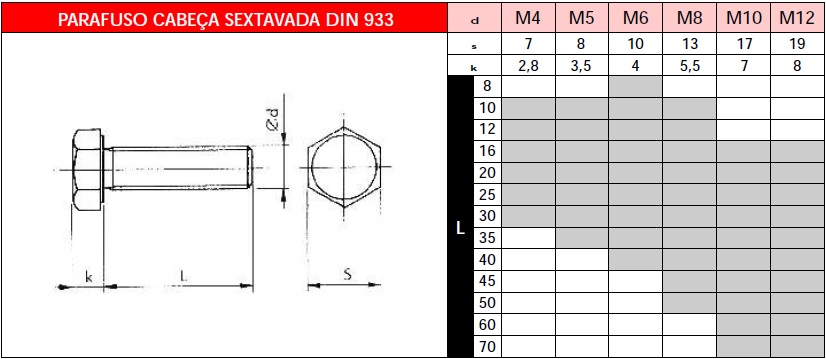 PARAFUSO CABEÇA SEXTAVADA DIN 933
d M4 M5 M6 M8 M10 M12
s 7 8 10 13 17 19
k 2,8 3,5 4 5,5 7 8
8
10
12
16
20
25
30
L
35
40
45
50
60
70
Ød
k L S